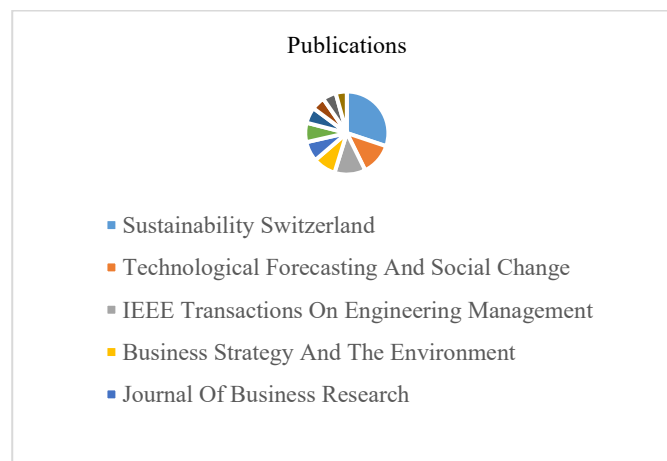 Publications
Sustainability Switzerland
Technological Forecasting And Social Change
IEEE Transactions On Engineering Management
Business Strategy And The Environment
Journal Of Business Research